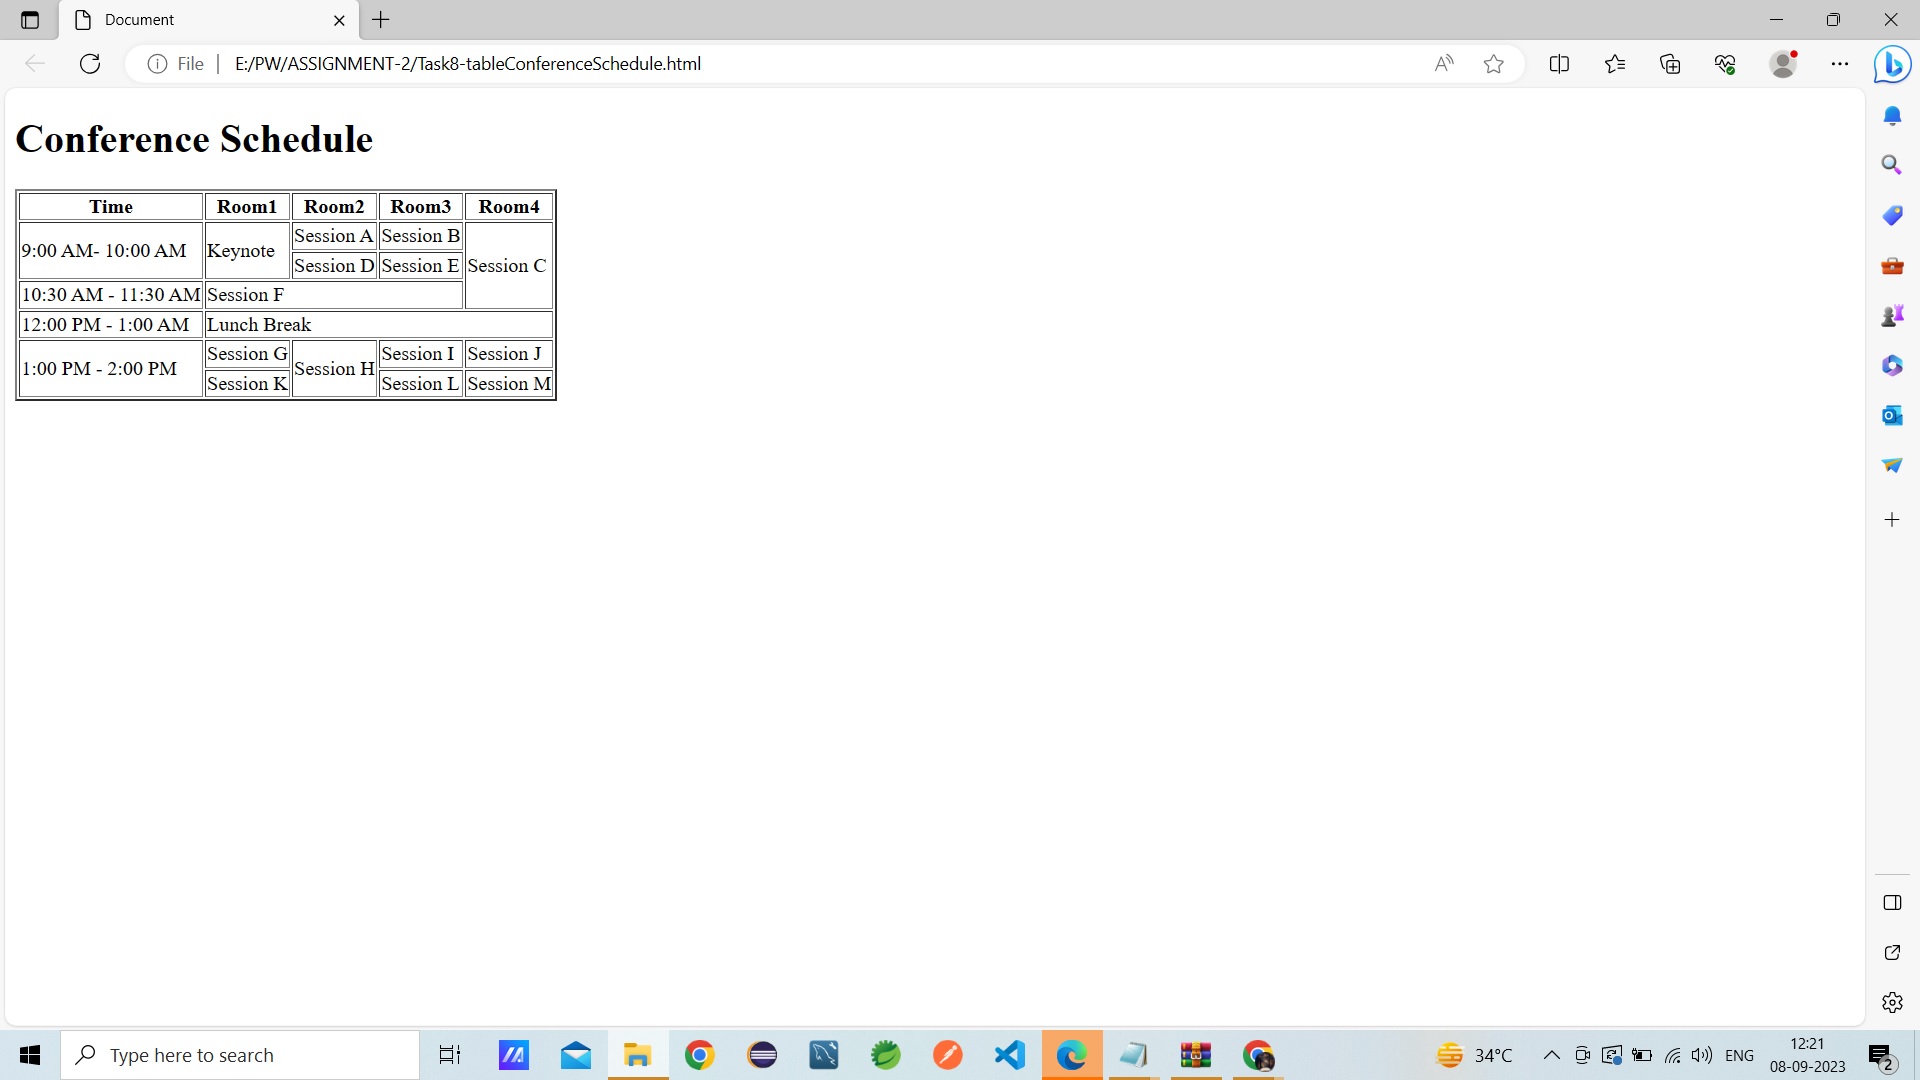 Document
File
E:/PW/ASSIGNMENT-2/Task8-tableConferenceSchedule.html
Conference Schedule
Time Room1 Room2 Room3 Room4
9:00 AM- 10:00 AM Keynote Session A Session B Session C
Session D Session E
10:30 AM - 11:30 AM Session F
12:00 PM - 1:00 AM Lunch Break
1:00 PM - 2:00 PM Session G Session H Session I Session J
Session K Session L Session M
Type here to search
34°C
ENG
12:21
08-09-2023
2